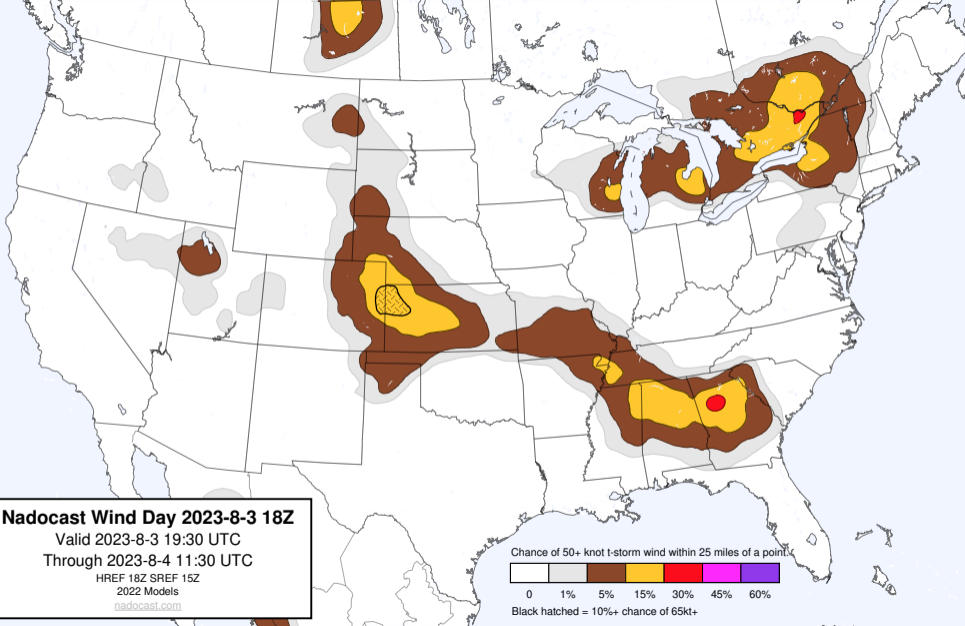 Nadocast Wind Day 2023-8-3 18Z
Valid 2023-8-3 19:30 UTC
Through 2023-8-4 11:30 UTC
HREF 18Z SREF 15Z
2022 Models
nadocast.com
Chance of 50+ knot t-storm wind within 25 miles of a point.
0 1% 5% 15% 30% 45% 60%
Black hatched = 10%+ chance of 65kt+